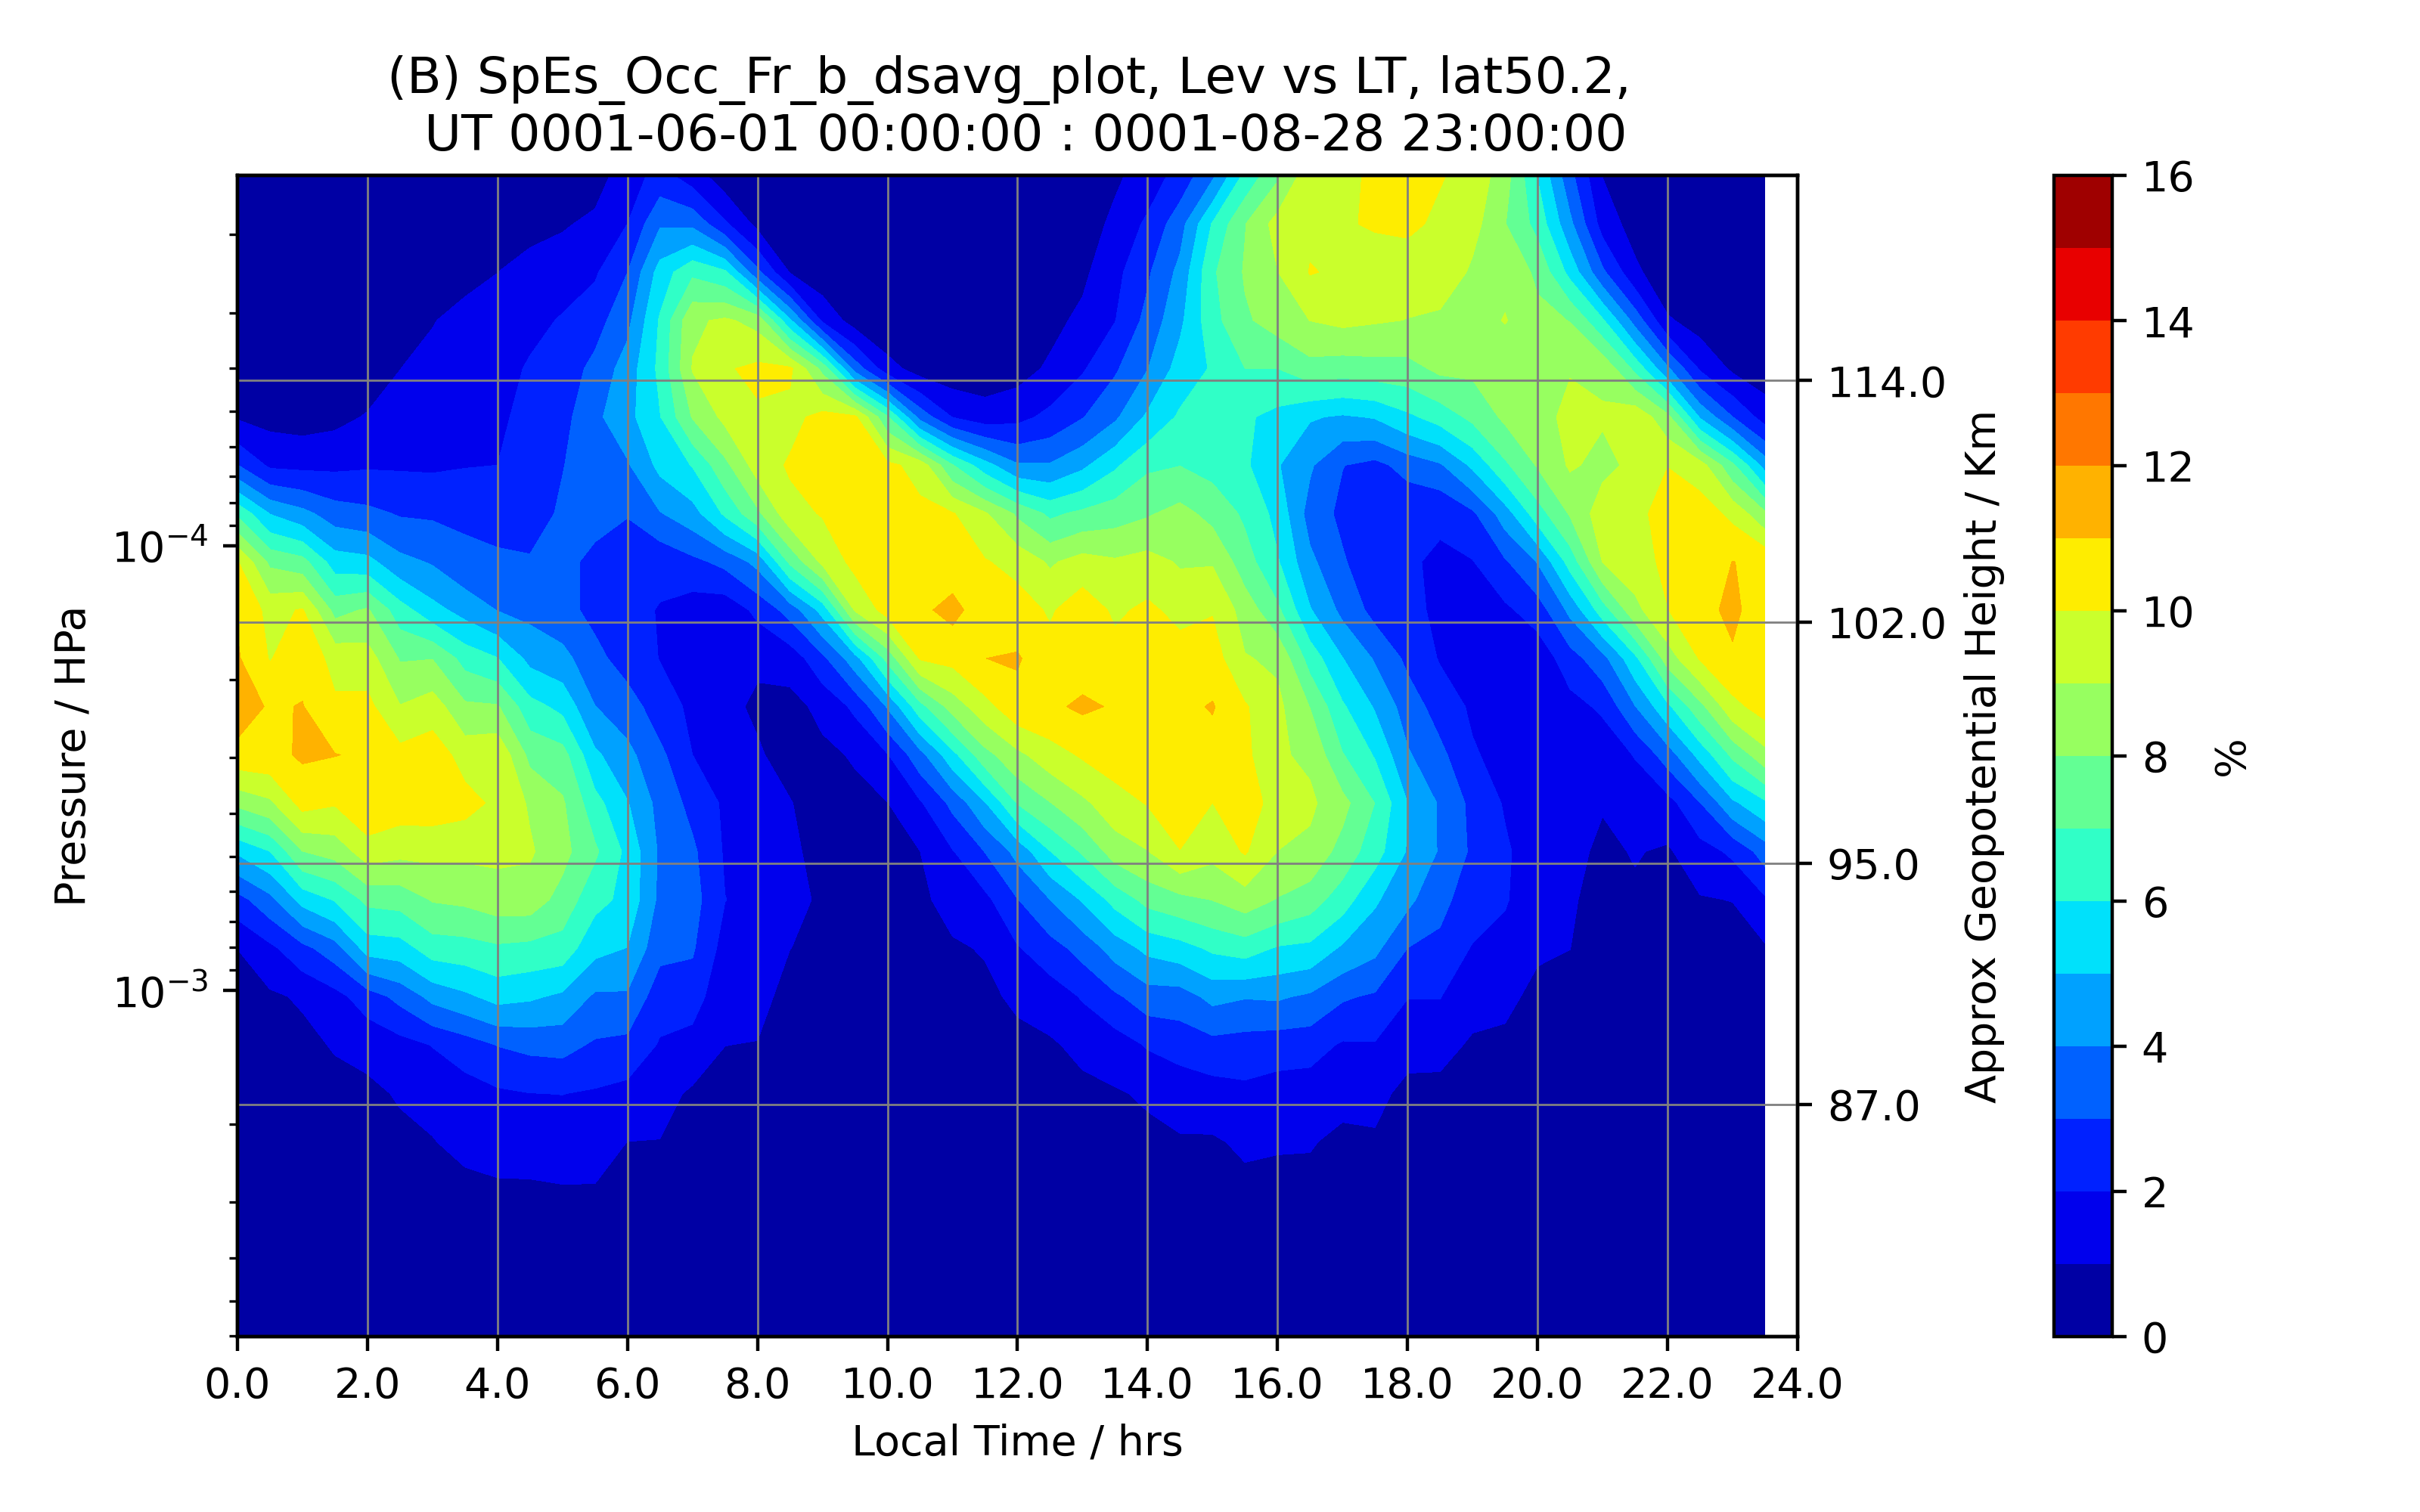 (B) SpEs_Occ_Fr_b_dsavg_plot, Lev vs LT, lat50.2,
UT 0001-06-01 00:00:00 : 0001-08-28 23:00:00
Pressure / HPa
10⁻⁴
10⁻³
0.0 2.0 4.0 6.0 8.0 10.0 12.0 14.0 16.0 18.0 20.0 22.0 24.0
Local Time / hrs
114.0
102.0
95.0
87.0
Approx Geopotential Height / Km
16
14
12
10
8
6
4
2
0
%